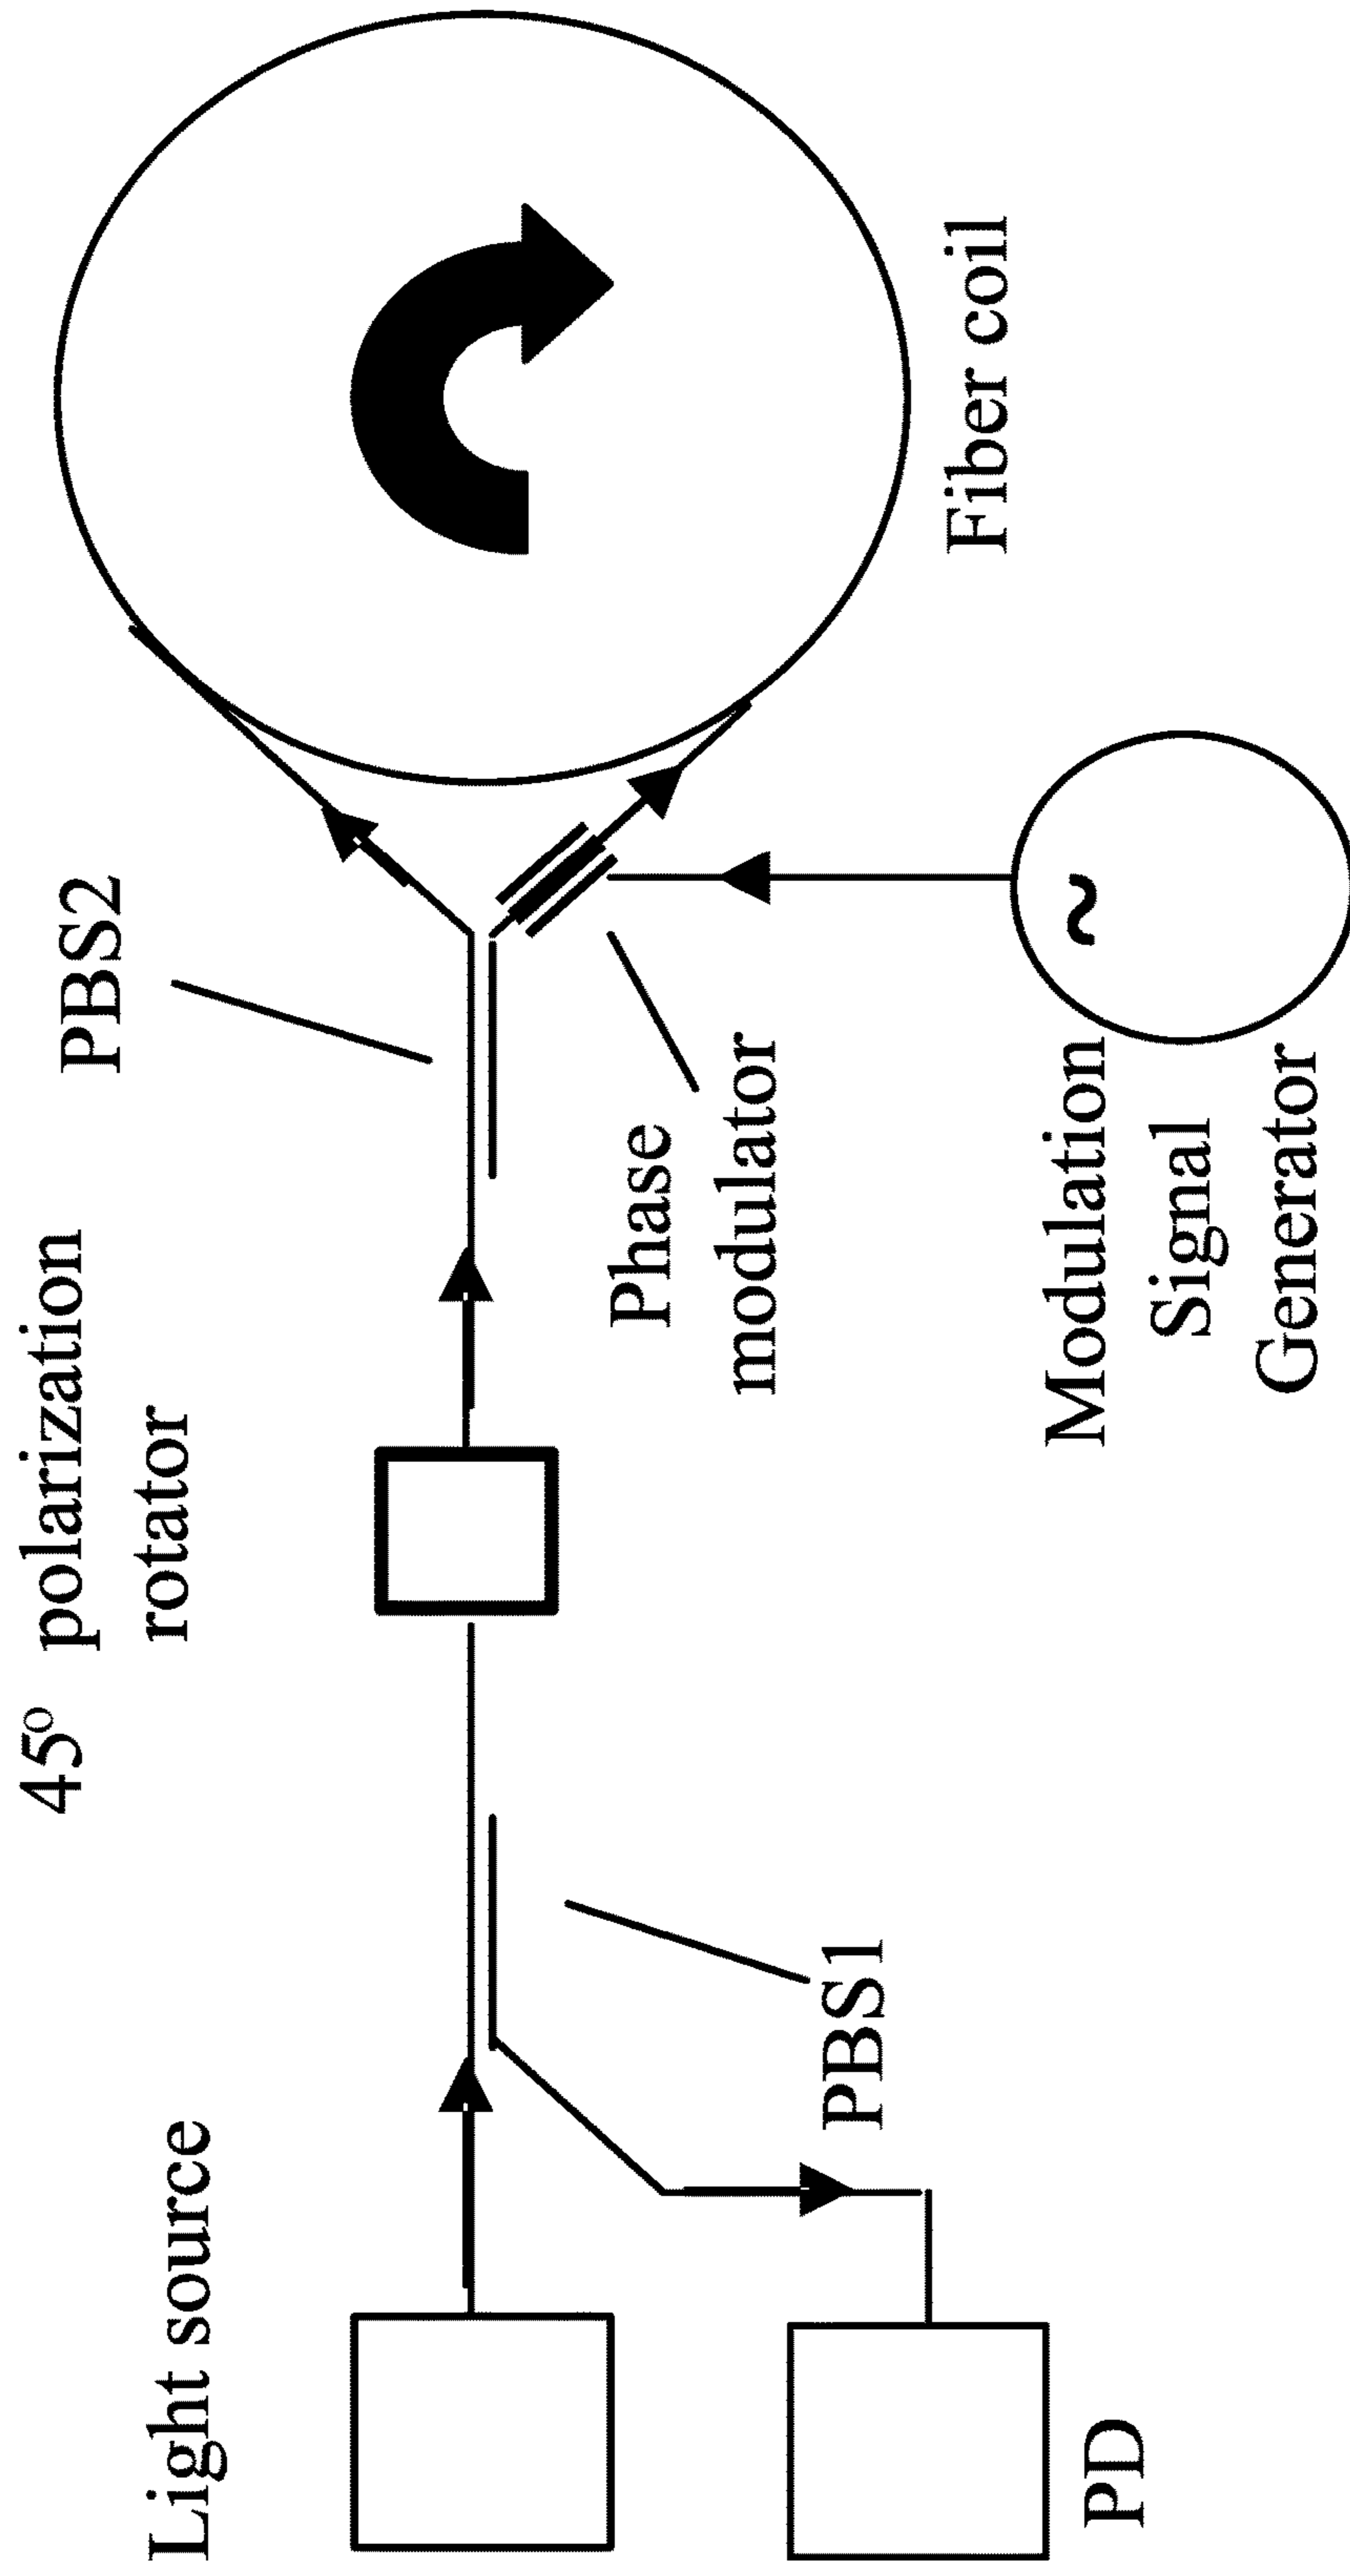 Light source
45° polarization
rotator
PBS2
Fiber coil
PBS1
Phase
modulator
PD
Modulation
Signal
Generator
~